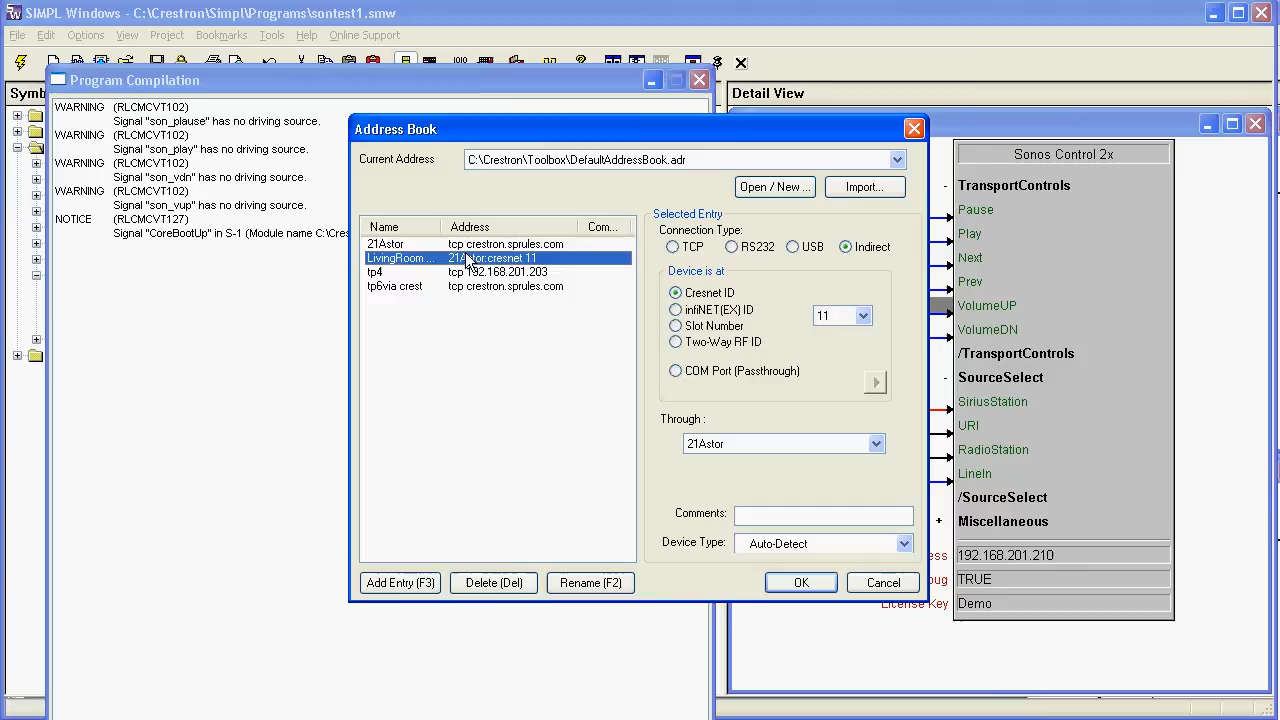 SIMPL Windows - C:\Crestron\Simpl\Programs\sontest1.smw
File Edit Options View Project Bookmarks Tools Help Online Support
Symb
Detail View
Program Compilation
WARNING (RLCMCVT102)
Signal "son_plause" has no driving source.
WARNING (RLCMCVT102)
Signal "son_play" has no driving source.
WARNING (RLCMCVT102)
Signal "son_vdn" has no driving source.
WARNING (RLCMCVT102)
Signal "son_vup" has no driving source.
NOTICE (RLCMCVT127)
Signal "CoreBootUp" in S-1 (Module name C:\Cres
Address Book
Current Address C:\Crestron\Toolbox\DefaultAddressBook.adr
Open / New ... Import...
Name Address Com...
21Astor tcp crestron.sprules.com
LivingRoom ... 21Astor:cresnet 11
tp4 tcp 192.168.201.203
tp6via crest tcp crestron.sprules.com
Selected Entry
Connection Type:
TCP RS232 USB Indirect
Device is at
Cresnet ID
infiNET(EX) ID 11
Slot Number
Two-Way RF ID
COM Port (Passthrough)
Through :
21Astor
Comments:
Device Type: Auto-Detect
Add Entry (F3) Delete (Del) Rename (F2) OK Cancel
Sonos Control 2x
- TransportControls
Pause
Play
Next
Prev
VolumeUP
VolumeDN
/TransportControls
- SourceSelect
SiriusStation
URI
RadioStation
LineIn
/SourceSelect
+ Miscellaneous
ess 192.168.201.210
bug TRUE
License Key Demo